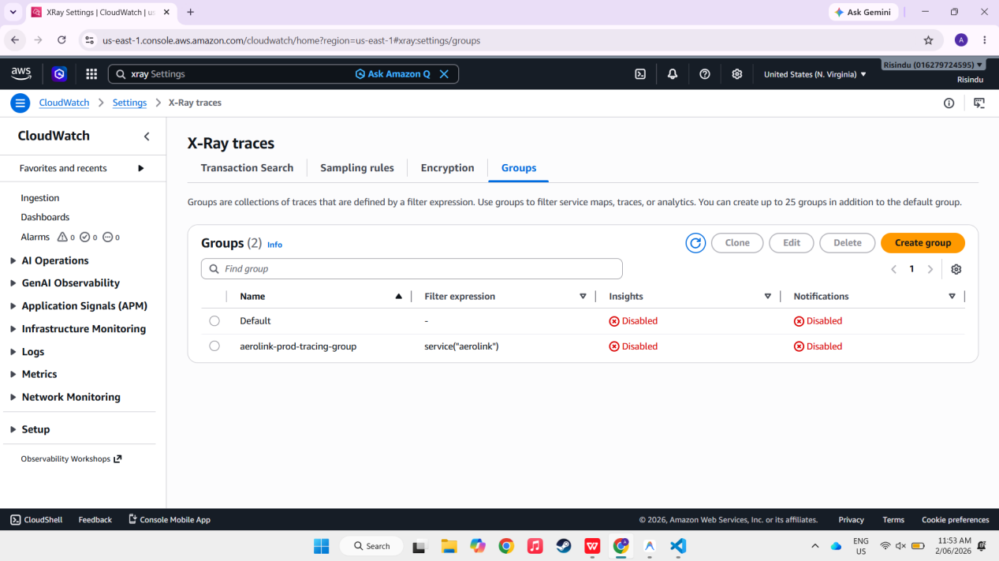 XRay Settings | CloudWatch | us
Ask Gemini
us-east-1.console.aws.amazon.com/cloudwatch/home?region=us-east-1#xray:settings/groups
A
aws
xray Settings
Ask Amazon Q
United States (N. Virginia)
Risindu (016279724595)
Risindu
CloudWatch
Settings
X-Ray traces
CloudWatch
Favorites and recents
Ingestion
Dashboards
Alarms 0 0 0
AI Operations
GenAI Observability
Application Signals (APM)
Infrastructure Monitoring
Logs
Metrics
Network Monitoring
Setup
Observability Workshops
X-Ray traces
Transaction Search
Sampling rules
Encryption
Groups
Groups are collections of traces that are defined by a filter expression. Use groups to filter service maps, traces, or analytics. You can create up to 25 groups in addition to the default group.
Groups (2) Info
Clone
Edit
Delete
Create group
Find group
1
Name
Filter expression
Insights
Notifications
Default
-
Disabled
Disabled
aerolink-prod-tracing-group
service("aerolink")
Disabled
Disabled
CloudShell
Feedback
Console Mobile App
© 2026, Amazon Web Services, Inc. or its affiliates.
Privacy
Terms
Cookie preferences
Search
A
ENG
US
11:53 AM
2/06/2026